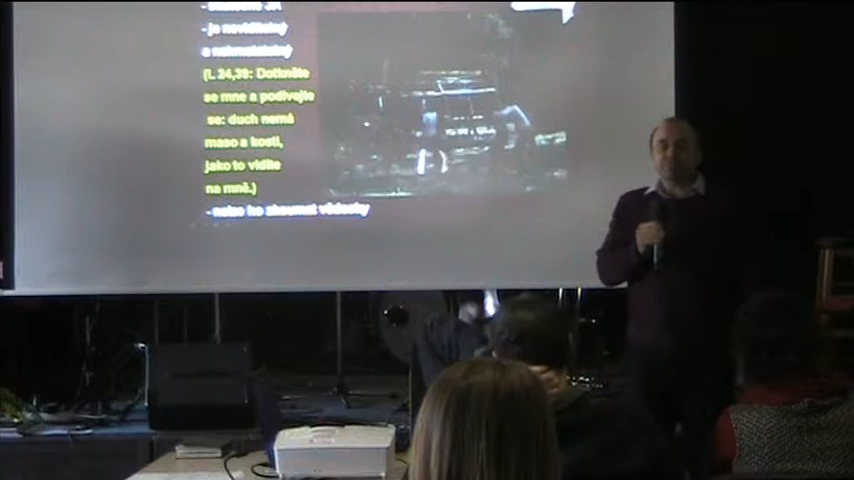 - je neviditelný
a nehmatatelný
(L 24,39: Dotkněte
se mne a podívejte
se: duch nemá
maso a kosti,
jako to vidíte
na mně.)
- nelze ho zkoumat vědecky